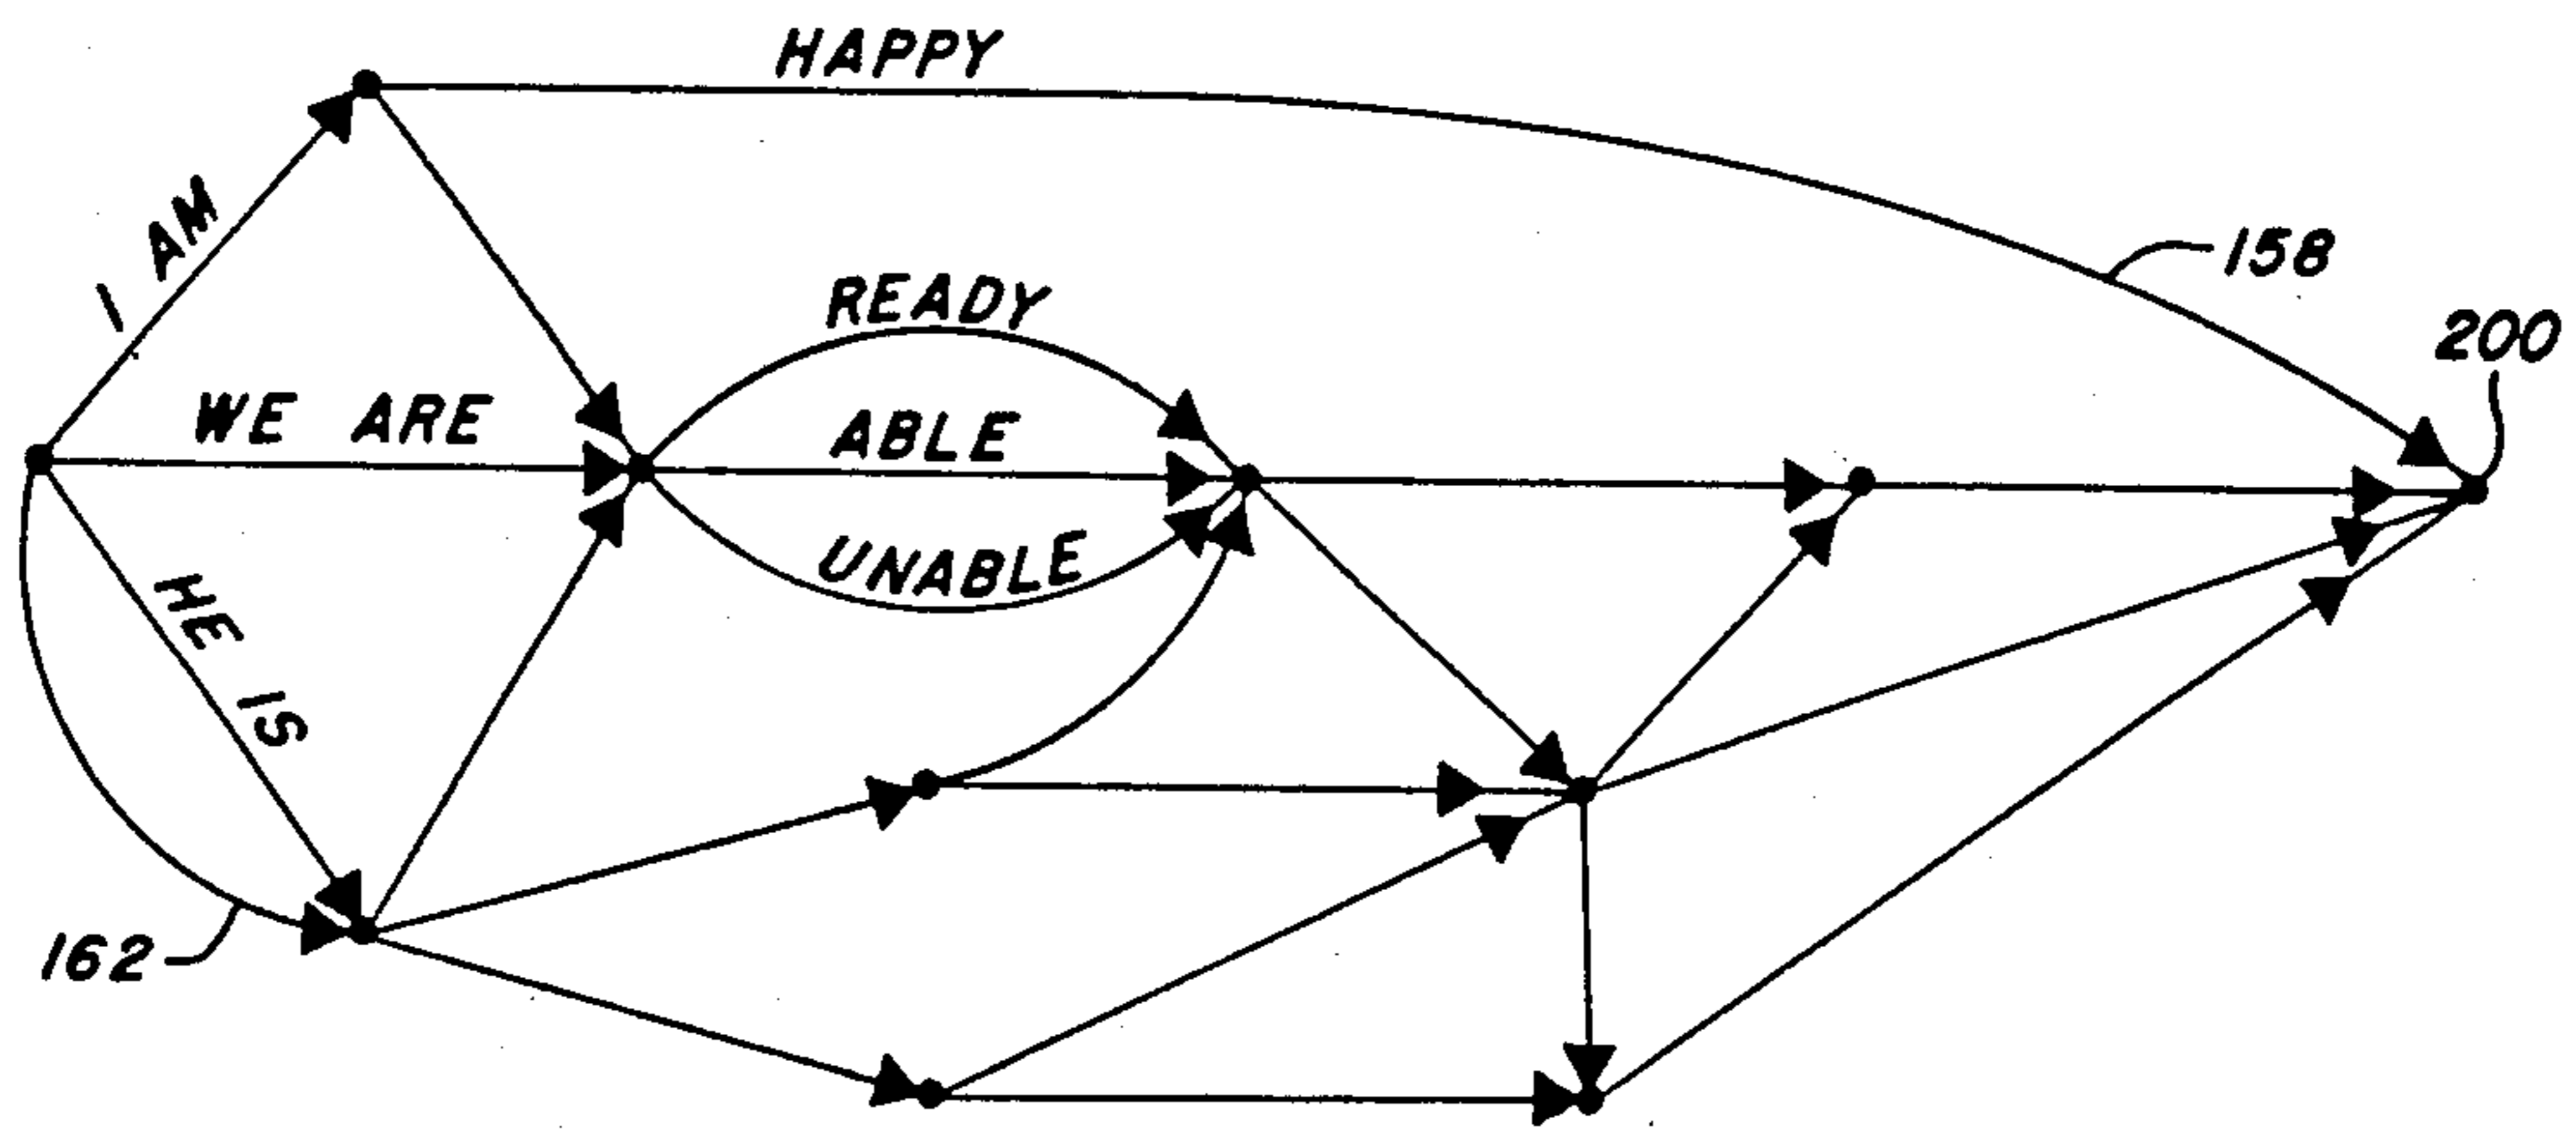 HAPPY
I AM
158
READY
200
WE ARE
ABLE
UNABLE
HE IS
162